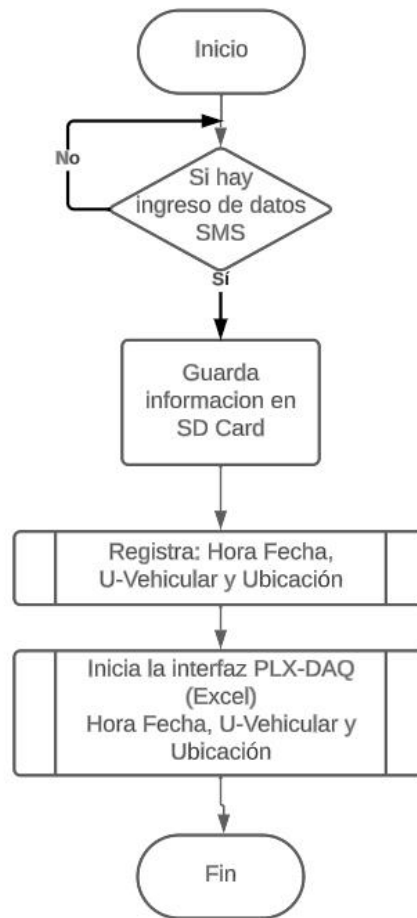 Inicio
No
Si hay
ingreso de datos
SMS
Sí
Guarda
informacion en
SD Card
Registra: Hora Fecha,
U-Vehicular y Ubicación
Inicia la interfaz PLX-DAQ
(Excel)
Hora Fecha, U-Vehicular y
Ubicación
Fin